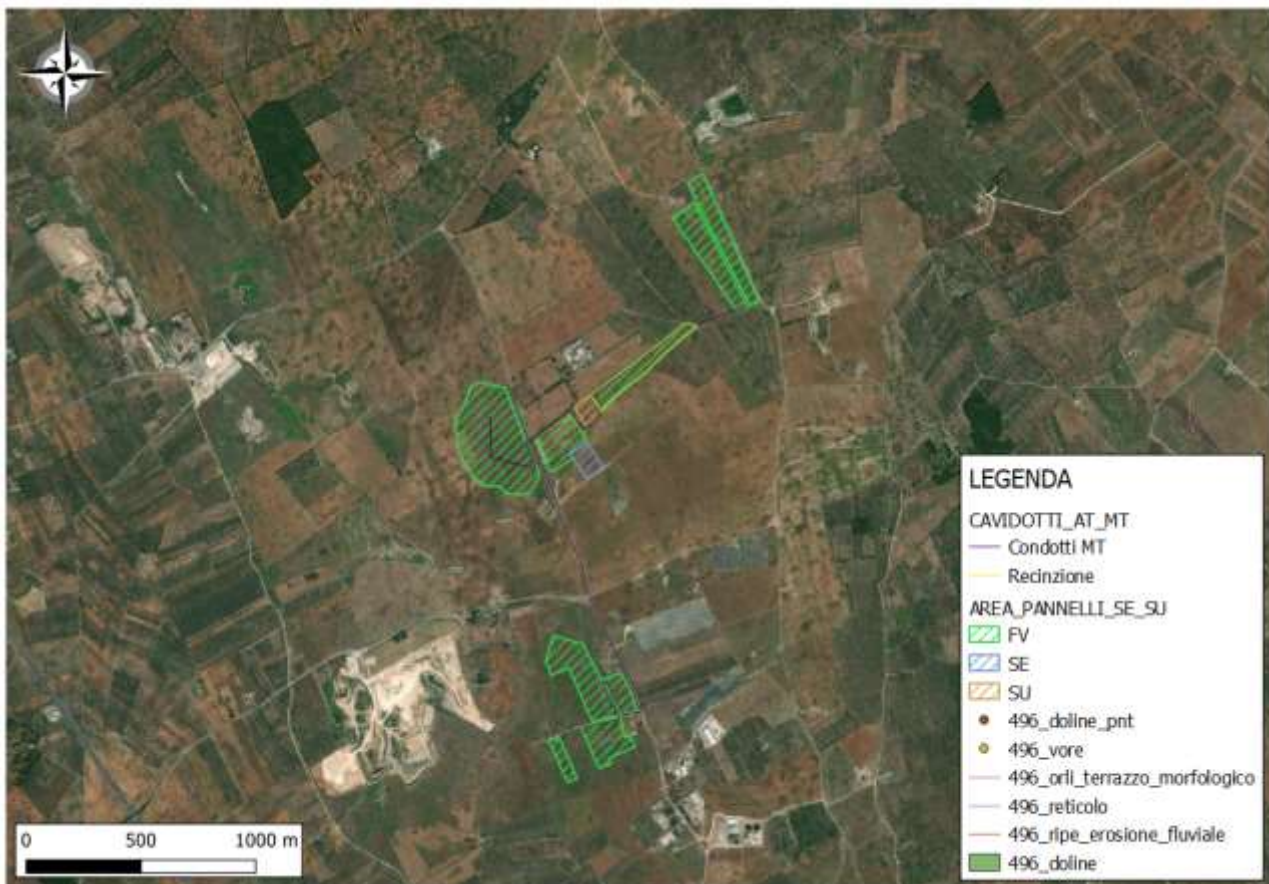 LEGENDA
CAVIDOTTI_AT_MT
Condotti MT
Recinzione
AREA_PANNELLI_SE_SU
FV
SE
SU
496_doline_pnt
496_vore
496_orli_terrazzo_morfologico
496_reticolo
496_ripe_erosione_fluviale
496_doline
0 500 1000 m